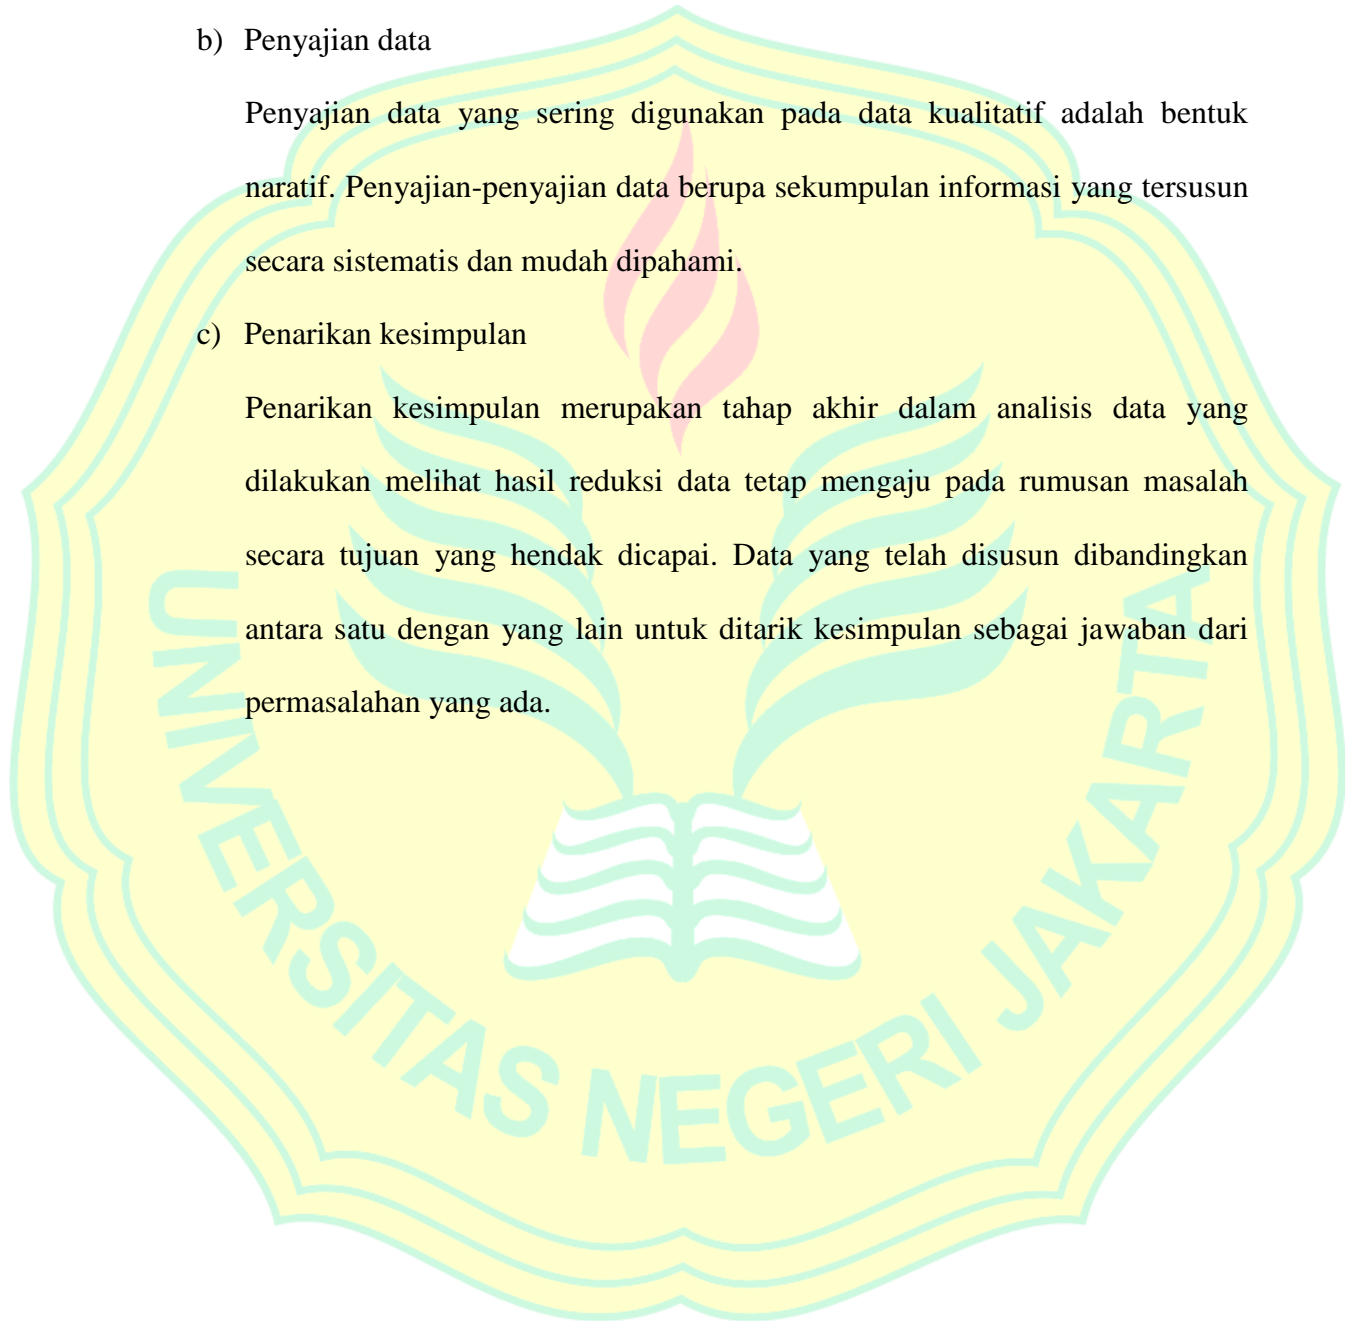 b) Penyajian data
Penyajian data yang sering digunakan pada data kualitatif adalah bentuk
naratif. Penyajian-penyajian data berupa sekumpulan informasi yang tersusun
secara sistematis dan mudah dipahami.
c) Penarikan kesimpulan
Penarikan kesimpulan merupakan tahap akhir dalam analisis data yang
dilakukan melihat hasil reduksi data tetap mengaju pada rumusan masalah
secara tujuan yang hendak dicapai. Data yang telah disusun dibandingkan
antara satu dengan yang lain untuk ditarik kesimpulan sebagai jawaban dari
permasalahan yang ada.
UNIVERSITAS NEGERI JAKARTA